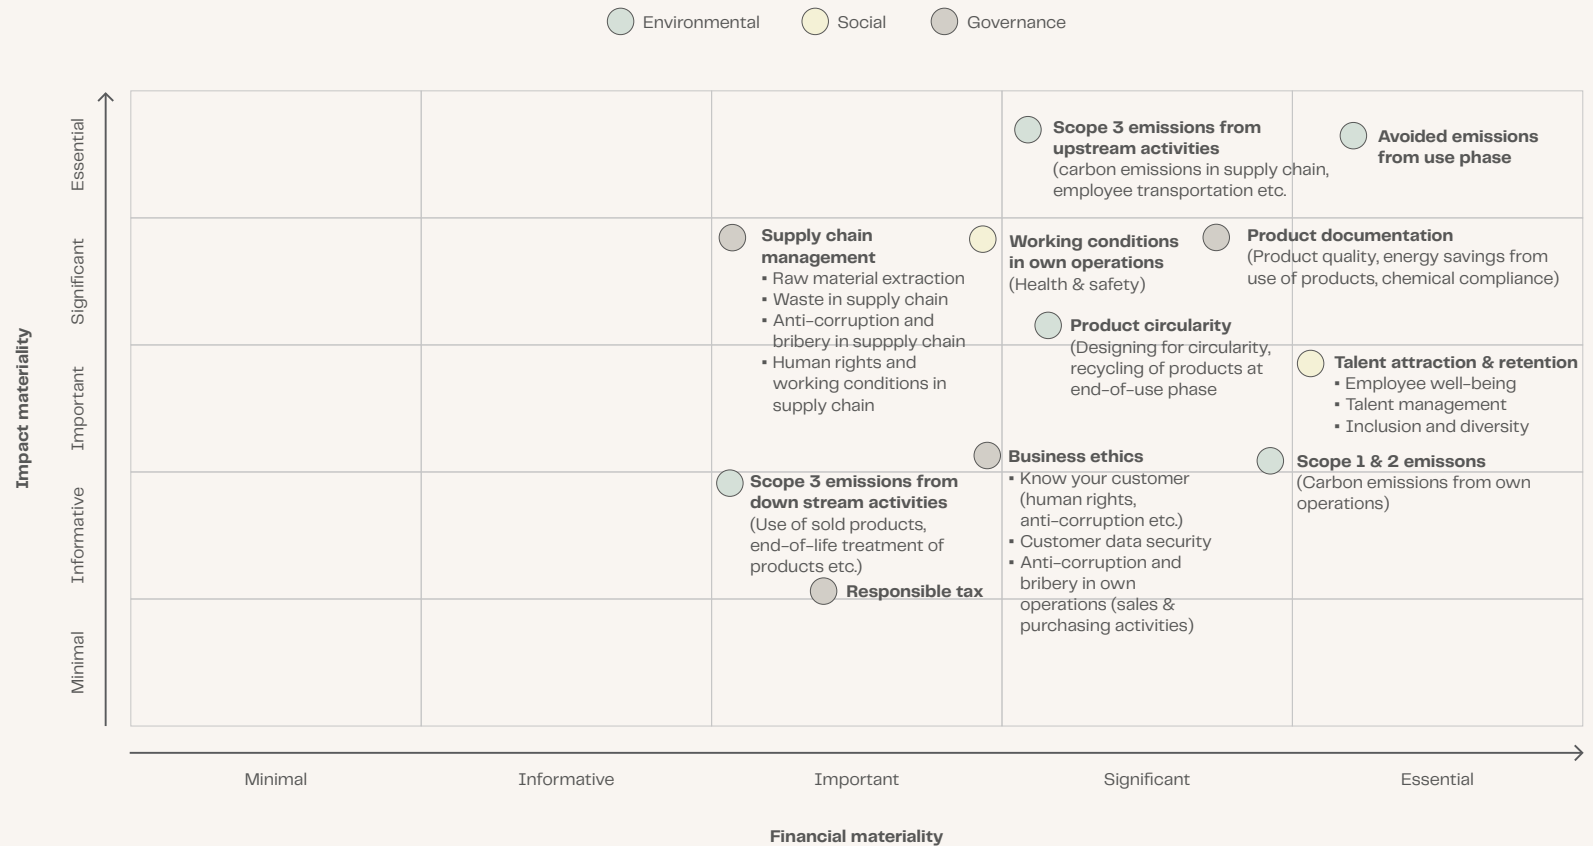 Environmental
Social
Governance
Impact materiality
Essential
Significant
Important
Informative
Minimal
Scope 3 emissions from
upstream activities
(carbon emissions in supply chain,
employee transportation etc.
Avoided emissions
from use phase
Supply chain
management
▪ Raw material extraction
▪ Waste in supply chain
▪ Anti-corruption and
bribery in suppply chain
▪ Human rights and
working conditions in
supply chain
Working conditions
in own operations
(Health & safety)
Product documentation
(Product quality, energy savings from
use of products, chemical compliance)
Product circularity
(Designing for circularity,
recycling of products at
end-of-use phase
Talent attraction & retention
▪ Employee well-being
▪ Talent management
▪ Inclusion and diversity
Business ethics
▪ Know your customer
(human rights,
anti-corruption etc.)
▪ Customer data security
▪ Anti-corruption and
bribery in own
operations (sales &
purchasing activities)
Scope 1 & 2 emissons
(Carbon emissions from own
operations)
Scope 3 emissions from
down stream activities
(Use of sold products,
end-of-life treatment of
products etc.)
Responsible tax
Minimal
Informative
Important
Significant
Essential
Financial materiality